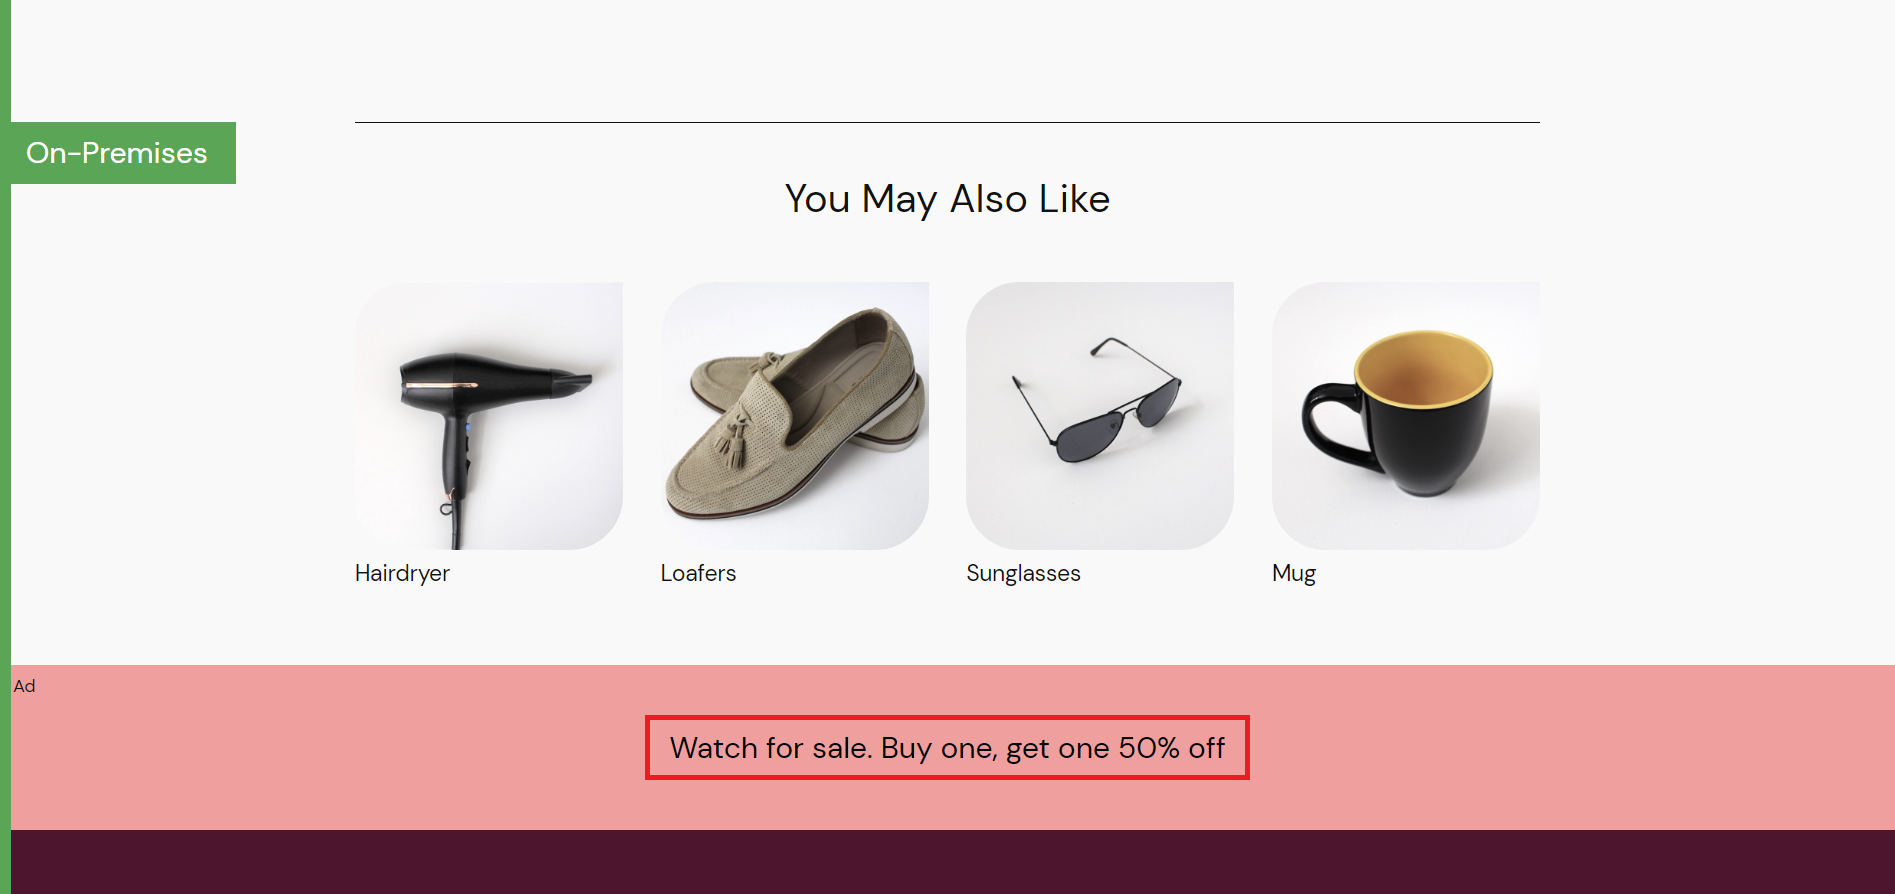 On-Premises
You May Also Like
Hairdryer
Loafers
Sunglasses
Mug
Ad
Watch for sale. Buy one, get one 50% off